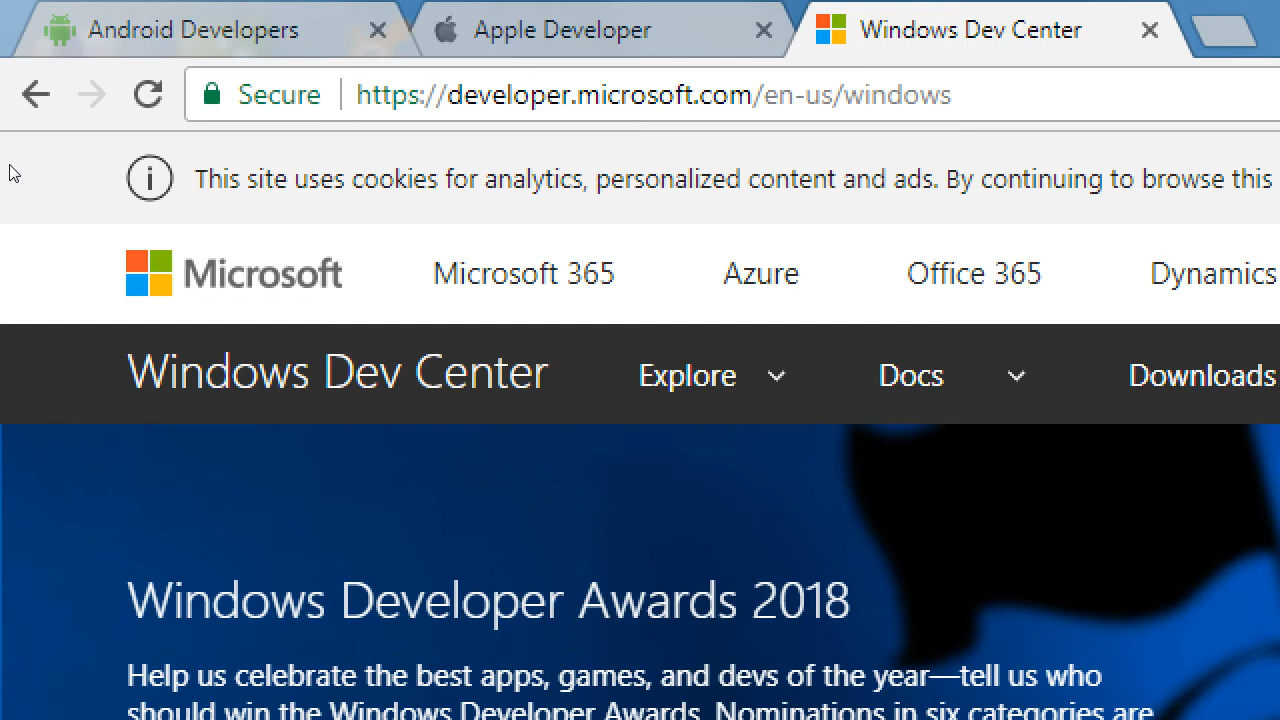 Android Developers
Apple Developer
Windows Dev Center
Secure
https://developer.microsoft.com/en-us/windows
This site uses cookies for analytics, personalized content and ads. By continuing to browse this
Microsoft
Microsoft 365
Azure
Office 365
Dynamics
Windows Dev Center
Explore
Docs
Downloads
Windows Developer Awards 2018
Help us celebrate the best apps, games, and devs of the year—tell us who
should win the Windows Developer Awards. Nominations in six categories are